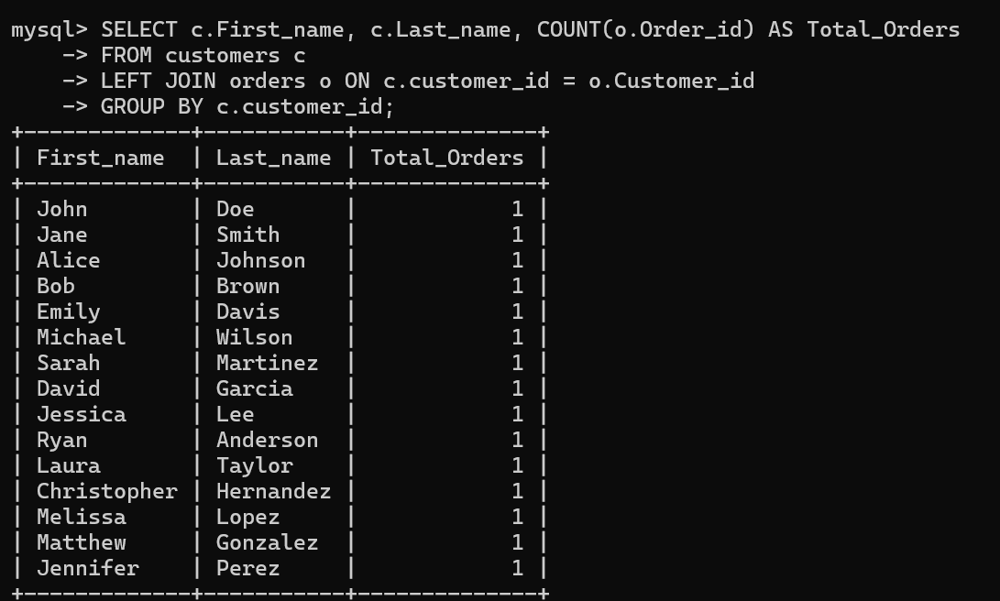 mysql> SELECT c.First_name, c.Last_name, COUNT(o.Order_id) AS Total_Orders
    -> FROM customers c
    -> LEFT JOIN orders o ON c.customer_id = o.Customer_id
    -> GROUP BY c.customer_id;
+-------------+-----------+--------------+
| First_name  | Last_name | Total_Orders |
+-------------+-----------+--------------+
| John        | Doe       |            1 |
| Jane        | Smith     |            1 |
| Alice       | Johnson   |            1 |
| Bob         | Brown     |            1 |
| Emily       | Davis     |            1 |
| Michael     | Wilson    |            1 |
| Sarah       | Martinez  |            1 |
| David       | Garcia    |            1 |
| Jessica     | Lee       |            1 |
| Ryan        | Anderson  |            1 |
| Laura       | Taylor    |            1 |
| Christopher | Hernandez |            1 |
| Melissa     | Lopez     |            1 |
| Matthew     | Gonzalez  |            1 |
| Jennifer    | Perez     |            1 |
+-------------+-----------+--------------+